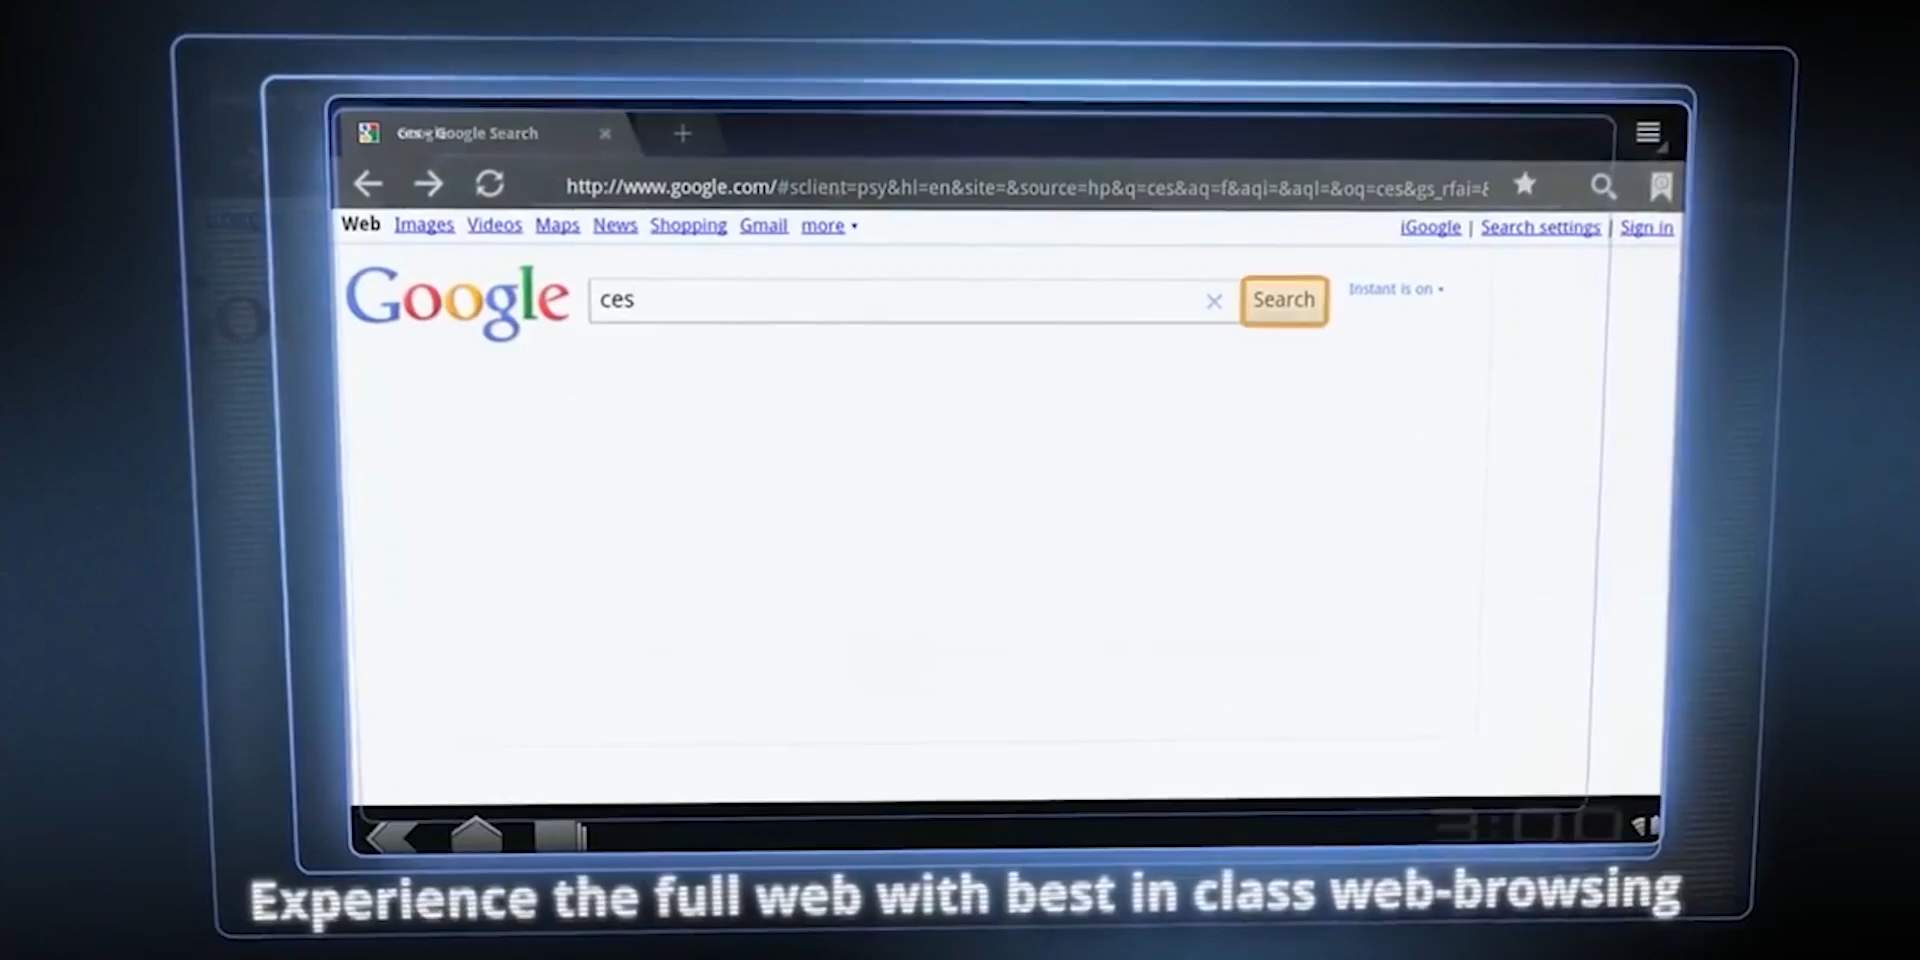 Google Search
http://www.google.com/#sclient=psy&hl=en&site=&source=hp&q=ces&aq=f&aqi=&aql=&oq=ces&gs_rfai=&
Web Images Videos Maps News Shopping Gmail more
iGoogle | Search settings | Sign in
Google
ces
Search
Instant is on
3:00
Experience the full web with best in class web-browsing